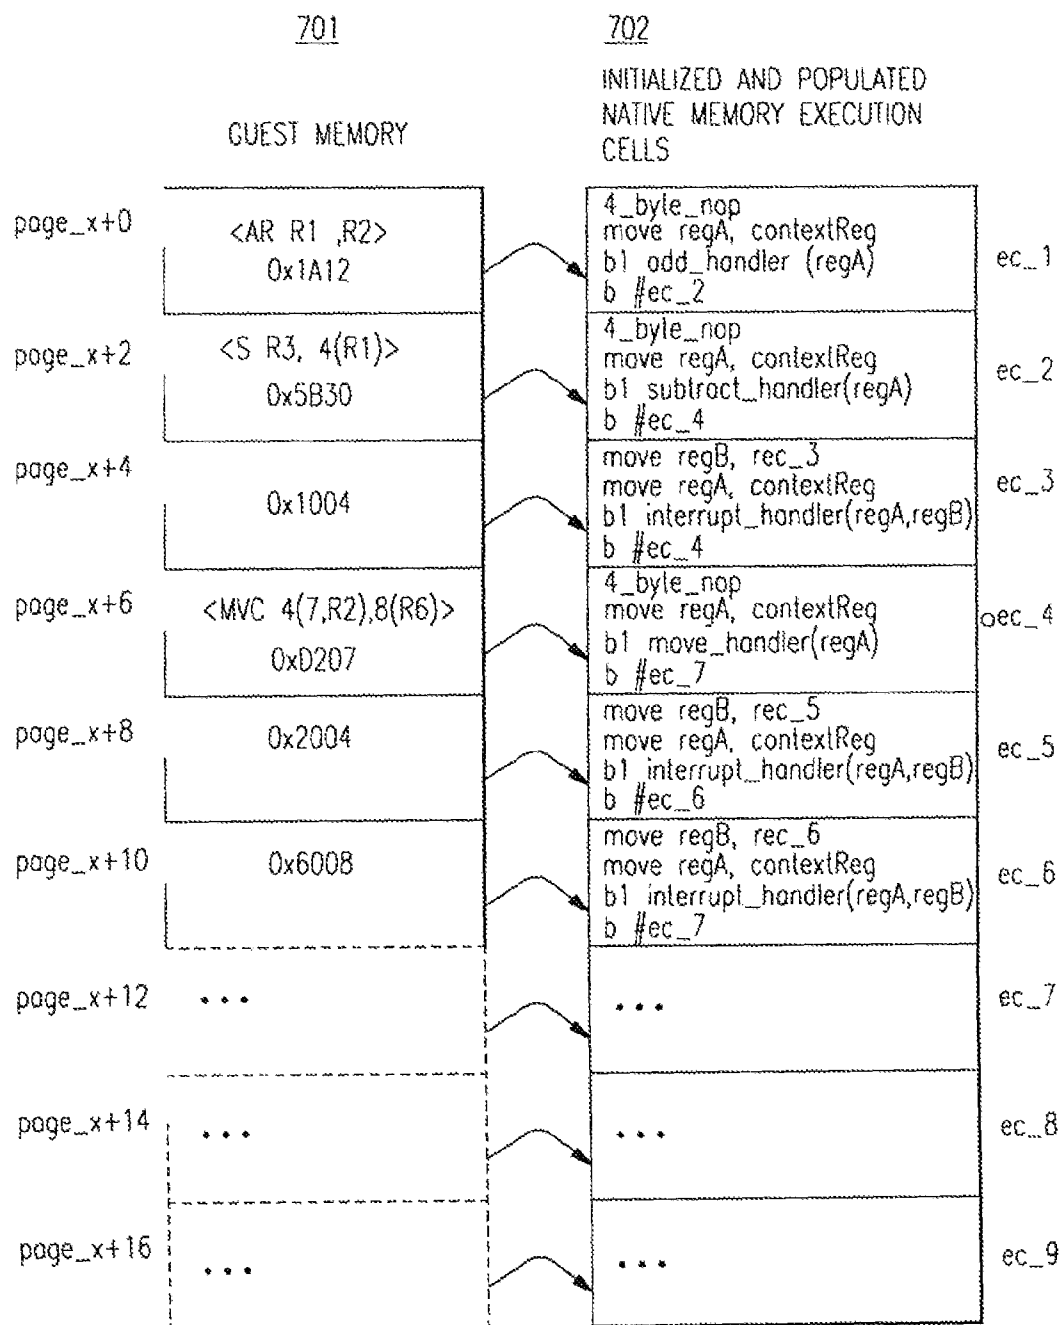 701
702
GUEST MEMORY
INITIALIZED AND POPULATED
NATIVE MEMORY EXECUTION
CELLS
page_x+0
<AR R1 ,R2>
0x1A12
4_byte_nop
move regA, contextReg
b1 add_handler (regA)
b #ec_2
ec_1
page_x+2
<S R3, 4(R1)>
0x5B30
4_byte_nop
move regA, contextReg
b1 subtract_handler(regA)
b #ec_4
ec_2
page_x+4
0x1004
move regB, rec_3
move regA, contextReg
b1 interrupt_handler(regA,regB)
b #ec_4
ec_3
page_x+6
<MVC 4(7,R2),8(R6)>
0xD207
4_byte_nop
move regA, contextReg
b1 move_handler(regA)
b #ec_7
oec_4
page_x+8
0x2004
move regB, rec_5
move regA, contextReg
b1 interrupt_handler(regA,regB)
b #ec_6
ec_5
page_x+10
0x6008
move regB, rec_6
move regA, contextReg
b1 interrupt_handler(regA,regB)
b #ec_7
ec_6
page_x+12
...
...
ec_7
page_x+14
...
...
ec_8
page_x+16
...
...
ec_9